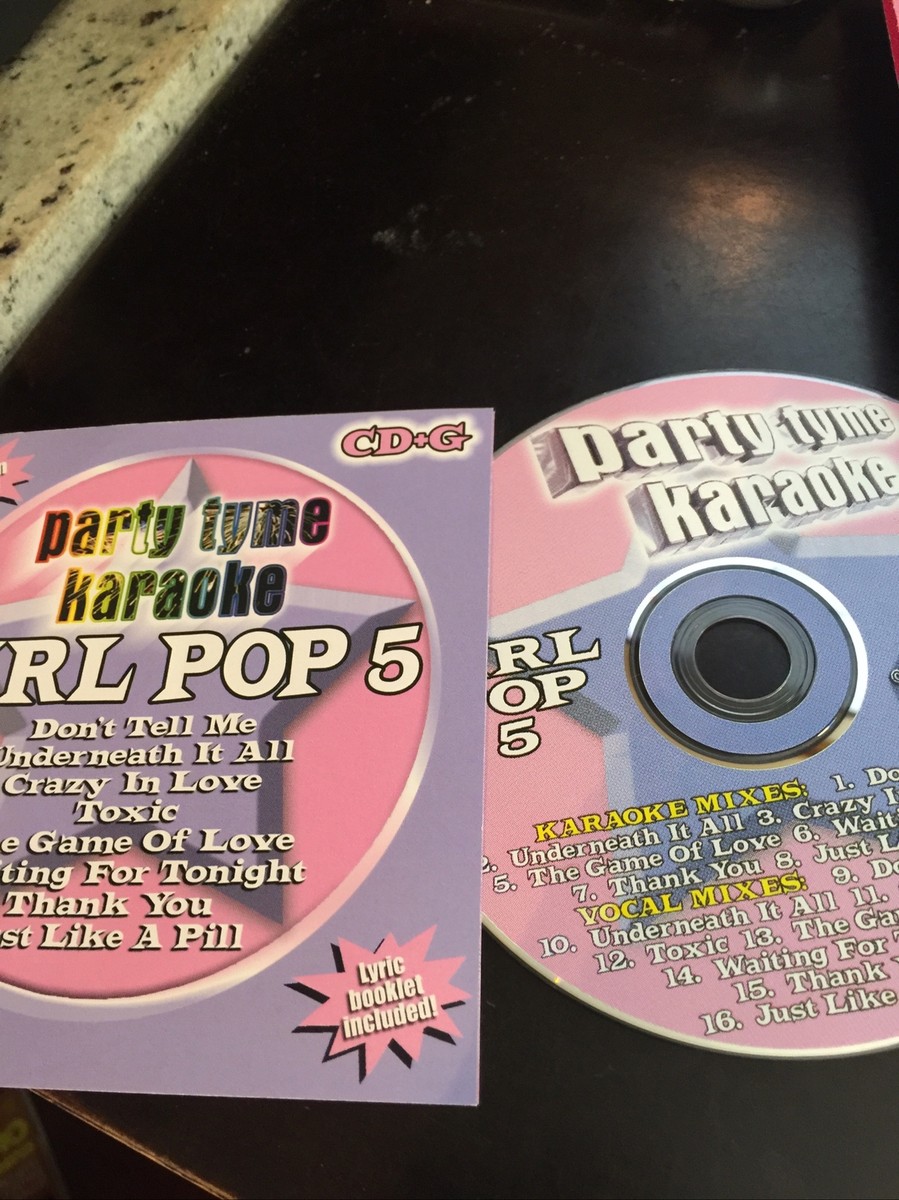 CD+G
party tyme
karaoke
RL POP 5
Don't Tell Me
Underneath It All
Crazy In Love
Toxic
e Game Of Love
iting For Tonight
Thank You
st Like A Pill
Lyric
booklet
included!
party tyme
karaoke
RL
OP
5
KARAOKE MIXES: 1. Do
2. Underneath It All 3. Crazy I
5. The Game Of Love 6. Wait
7. Thank You 8. Just L
VOCAL MIXES: 9. Do
10. Underneath It All 11.
12. Toxic 13. The Ga
14. Waiting For T
15. Thank Y
16. Just Like